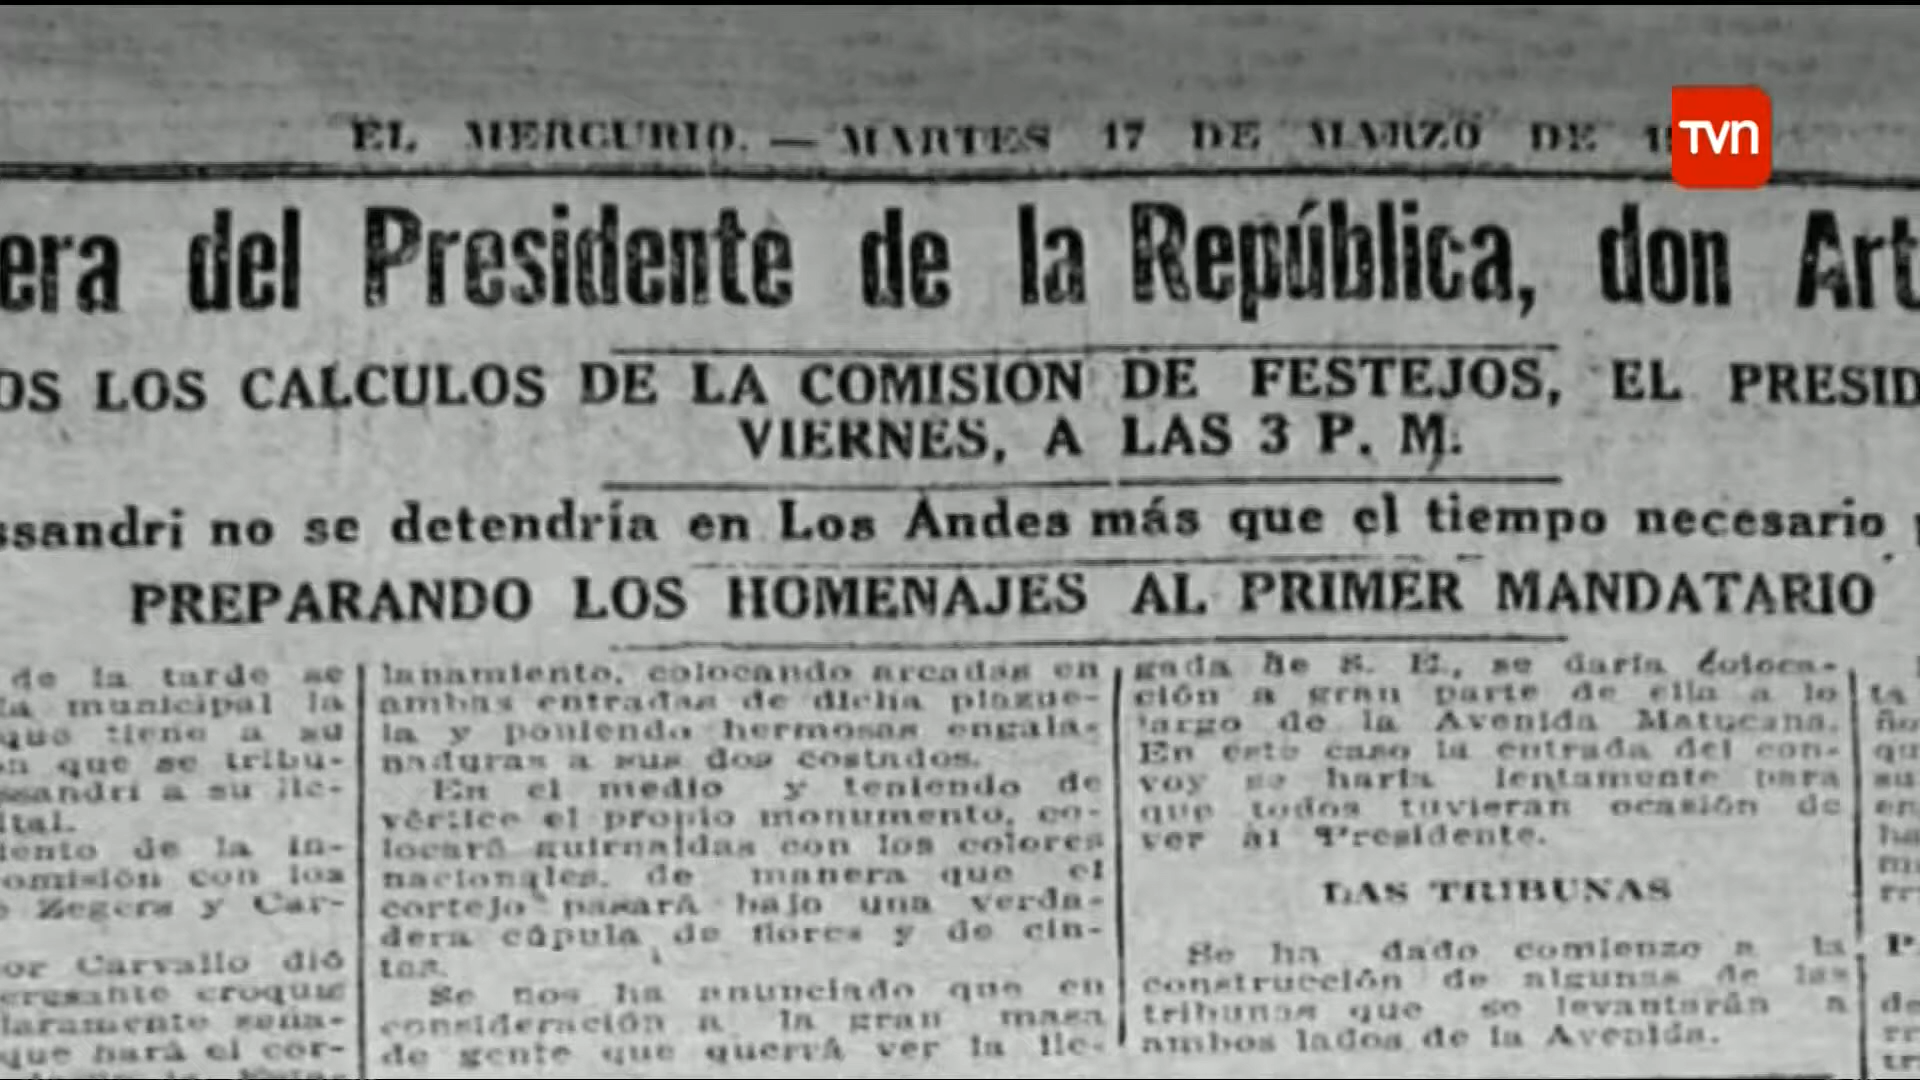 EL MERCURIO. — MARTES 17 DE MARZO DE 1
TVN
era del Presidente de la República, don Art
OS LOS CALCULOS DE LA COMISION DE FESTEJOS, EL PRESID
VIERNES, A LAS 3 P. M.
ssandri no se detendría en Los Andes más que el tiempo necesario
PREPARANDO LOS HOMENAJES AL PRIMER MANDATARIO
de la tarde se
la municipal la
que tiene a su
n que se tribu-
ssandri a su lle-
ital.
iento de la in-
omisión con los
Zegers y Car-
or Carvallo dió
eresante croquis
laramente seña-
que hará el cor-
lanamiento, colocando arcadas en
ambas entradas de dicha plazue-
la y poniendo hermosas engala-
naduras a sus dos costados.
En el medio y teniendo de
vértice el propio monumento, co-
locará guirnaldas con los colores
nacionales, de manera que el
cortejo pasará bajo una verda-
dera cúpula de flores y de cin-
tas.
Se nos ha anunciado que en
consideración a la gran masa
de gente que querrá ver la lle-
gada de S. E., se daría coloca-
ción a gran parte de ella a lo
largo de la Avenida Matucana.
En este caso la entrada del con-
voy se haría lentamente para
que todos tuvieran ocasión de
ver al Presidente.
LAS TRIBUNAS
Se ha dado comienzo a la
construcción de algunas de las
tribunas que se levantarán a
ambos lados de la Avenida.